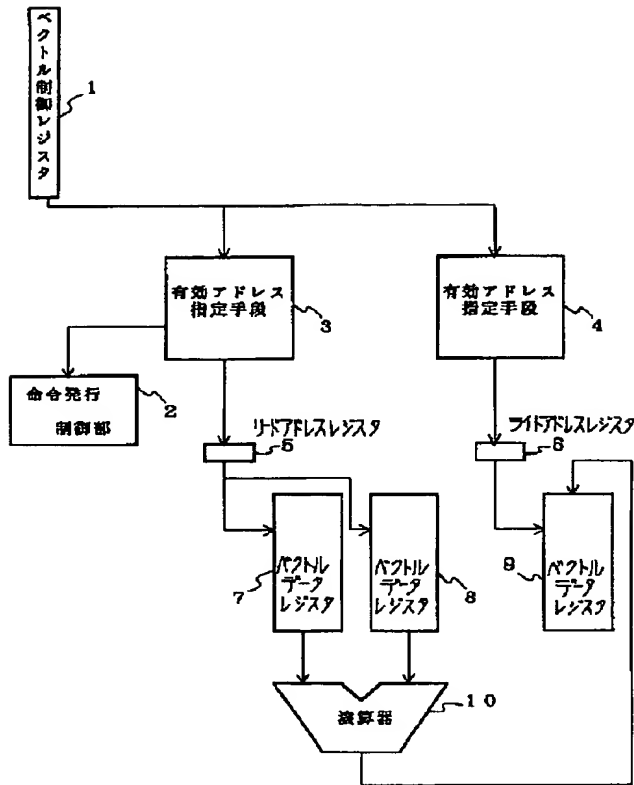 ベクトル制御レジスタ
1
有効アドレス
指定手段
3
有効アドレス
指定手段
4
命令発行
制御部
2
リードアドレスレジスタ
5
ライトアドレスレジスタ
6
7
ベクトル
データ
レジスタ
ベクトル
データ
レジスタ
8
9
ベクトル
データ
レジスタ
演算器
10